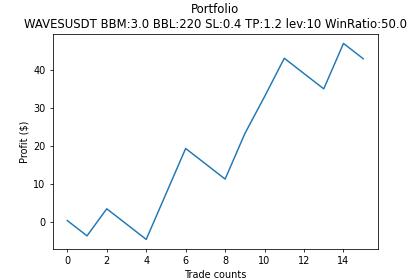 Portfolio
WAVESUSDT BBM:3.0 BBL:220 SL:0.4 TP:1.2 lev:10 WinRatio:50.0
Profit ($)
40
30
20
10
0
0 2 4 6 8 10 12 14
Trade counts